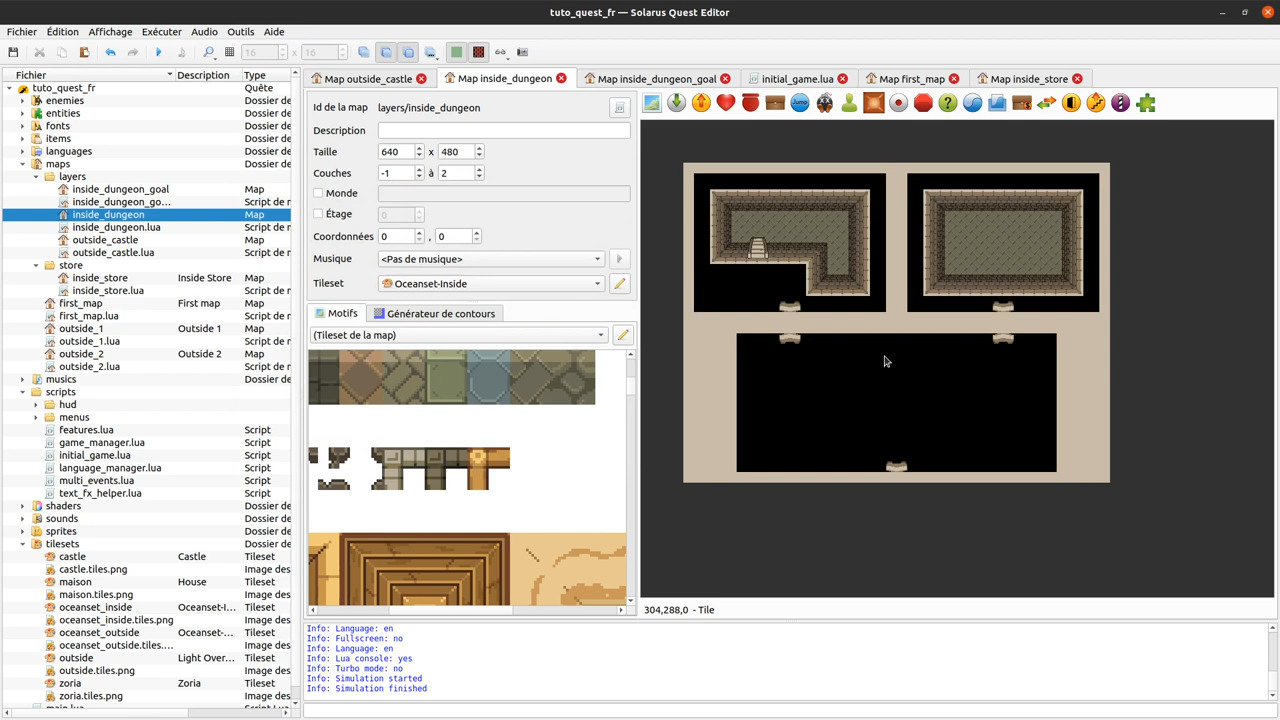 tuto_quest_fr — Solarus Quest Editor
Fichier Édition Affichage Exécuter Audio Outils Aide
16 x 16
Fichier Description Type
tuto_quest_fr Quête
enemies Dossier de
entities Dossier de
fonts Dossier de
items Dossier de
languages Dossier de
maps Dossier de
layers Dossier de
inside_dungeon_goal Map
inside_dungeon_go... Script de
inside_dungeon Map
inside_dungeon.lua Script de
outside_castle Map
outside_castle.lua Script de
store Dossier de
inside_store Inside Store Map
inside_store.lua Script de
first_map First map Map
first_map.lua Script de
outside_1 Outside 1 Map
outside_1.lua Script de
outside_2 Outside 2 Map
outside_2.lua Script de
musics Dossier de
scripts Dossier de
hud Dossier de
menus Dossier de
features.lua Script
game_manager.lua Script
initial_game.lua Script
language_manager.lua Script
multi_events.lua Script
text_fx_helper.lua Script
shaders Dossier de
sounds Dossier de
sprites Dossier de
tilesets Dossier de
castle Castle Tileset
castle.tiles.png Image des
maison House Tileset
maison.tiles.png Image des
oceanset_inside Oceanset-I... Tileset
oceanset_inside.tiles.png Image des
oceanset_outside Oceanset-... Tileset
oceanset_outside.tiles.... Image des
outside Light Over... Tileset
outside.tiles.png Image des
zoria Zoria Tileset
zoria.tiles.png Image des
Map outside_castle Map inside_dungeon Map inside_dungeon_goal initial_game.lua Map first_map Map inside_store
Id de la map layers/inside_dungeon
Description
Taille 640 x 480
Couches -1 à 2
Monde
Étage 0
Coordonnées 0 , 0
Musique <Pas de musique>
Tileset Oceanset-Inside
Motifs Générateur de contours
(Tileset de la map)
Jump
304,288,0 - Tile
Info: Language: en
Info: Fullscreen: no
Info: Language: en
Info: Lua console: yes
Info: Turbo mode: no
Info: Simulation started
Info: Simulation finished